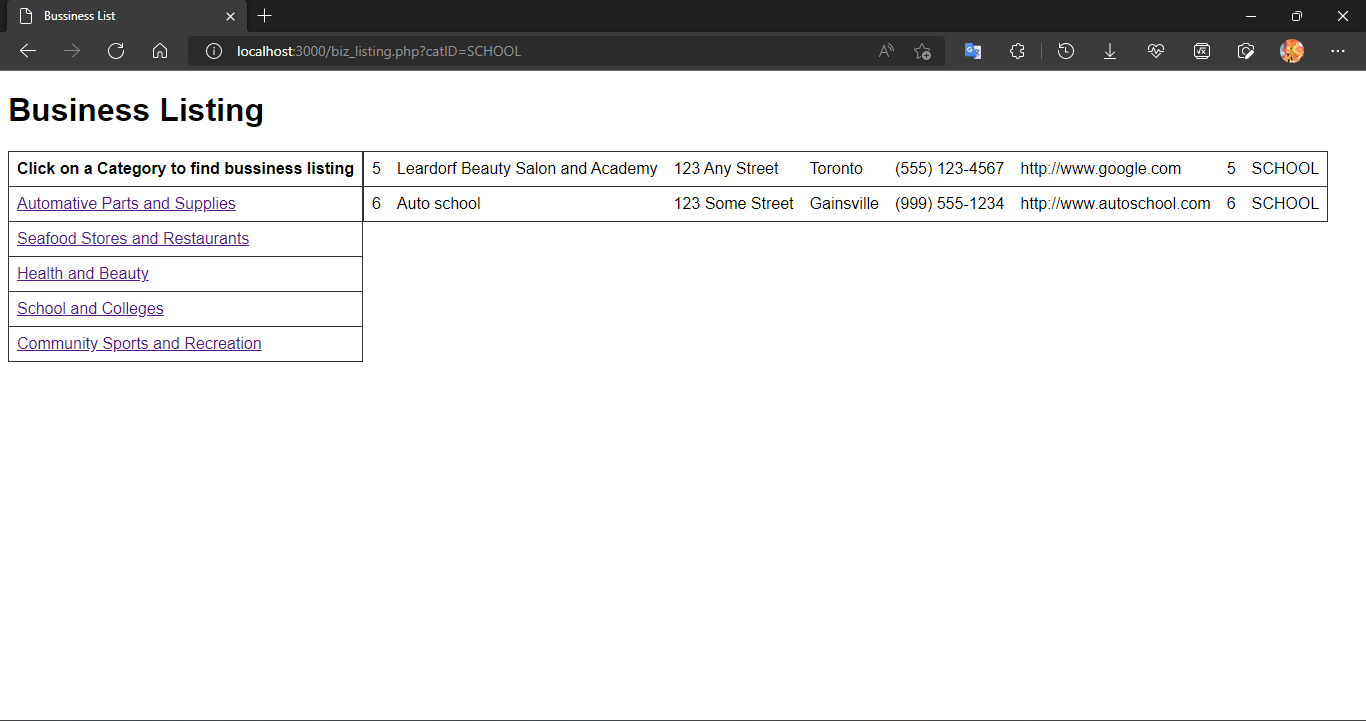 Bussiness List
localhost:3000/biz_listing.php?catID=SCHOOL
Business Listing
Click on a Category to find bussiness listing
Automative Parts and Supplies
Seafood Stores and Restaurants
Health and Beauty
School and Colleges
Community Sports and Recreation
5 Leardorf Beauty Salon and Academy 123 Any Street Toronto (555) 123-4567 http://www.google.com 5 SCHOOL
6 Auto school 123 Some Street Gainsville (999) 555-1234 http://www.autoschool.com 6 SCHOOL